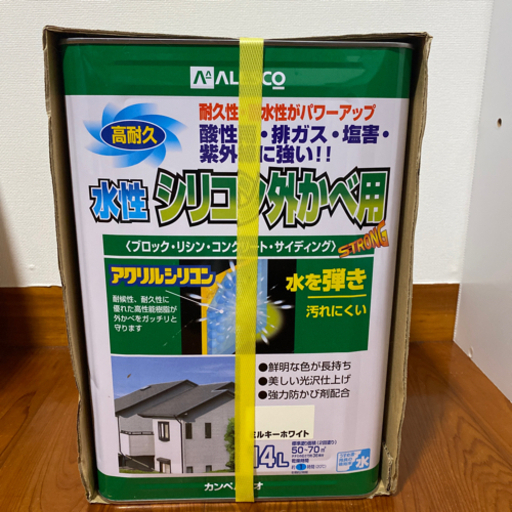 AL SCO
高耐久
耐久性 水性がパワーアップ
酸性 ・排ガス・塩害・
紫外 に強い!!
水性 シリコン外かべ用
〈ブロック・リシン・コンクリート・サイディング〉
STRONG
アクリルシリコン
耐候性、耐久性に
優れた高性能樹脂が
外かべをガッチリと
守ります
水を弾き
汚れにくい
●鮮明な色が長持ち
●美しい光沢仕上げ
●強力防かび剤配合
ミルキーホワイト
14L
50~70㎡
水
カンペ オ